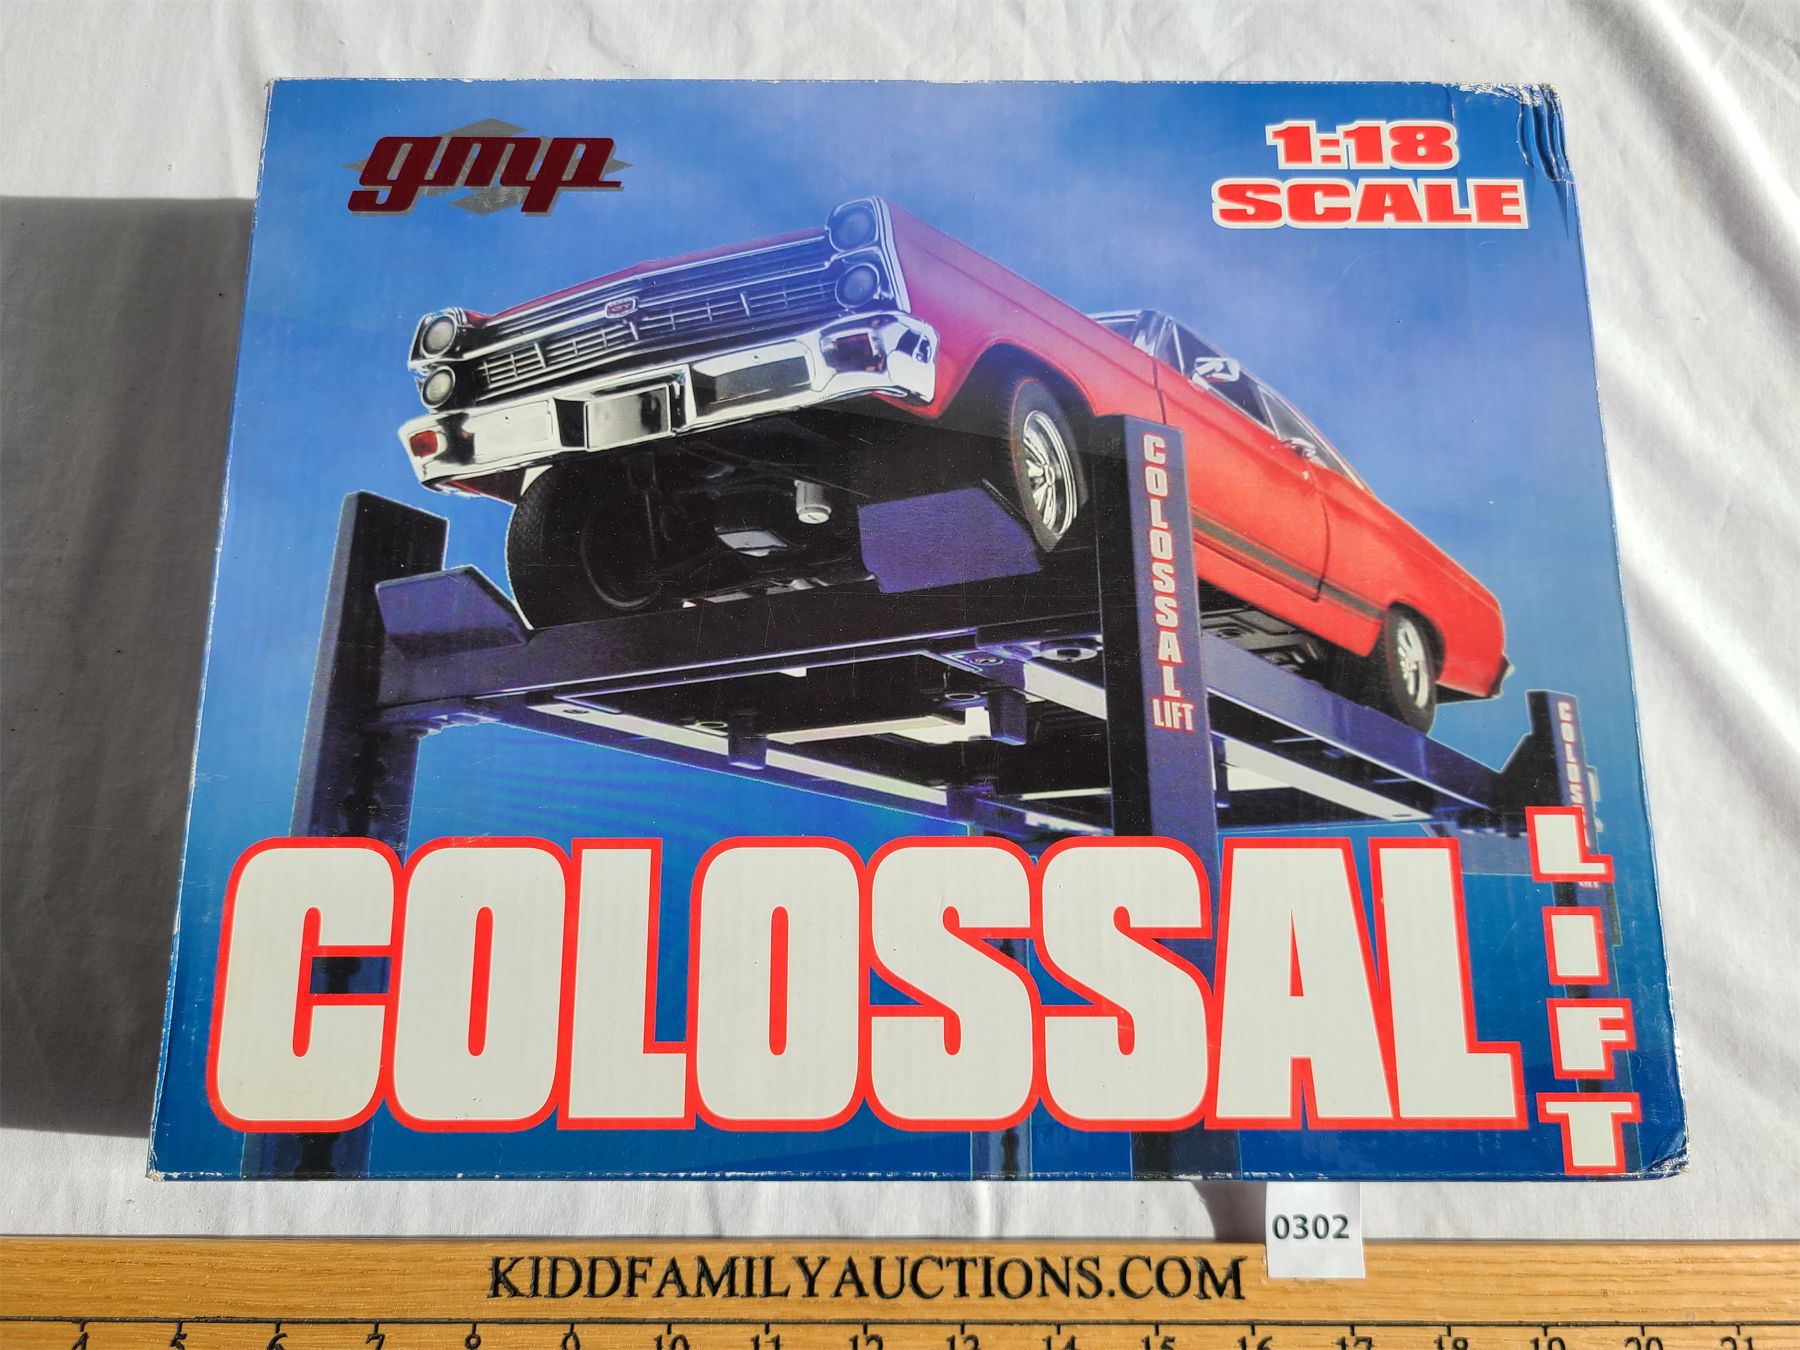 gmp
1:18
SCALE
COLOSSAL
LIFT
COLOS
COLOSSAL
LIFT
0302
KIDDFAMILYAUCTIONS.COM
4 5 6 7 8 9 10 11 12 13 14 15 16 17 18 19 20 21